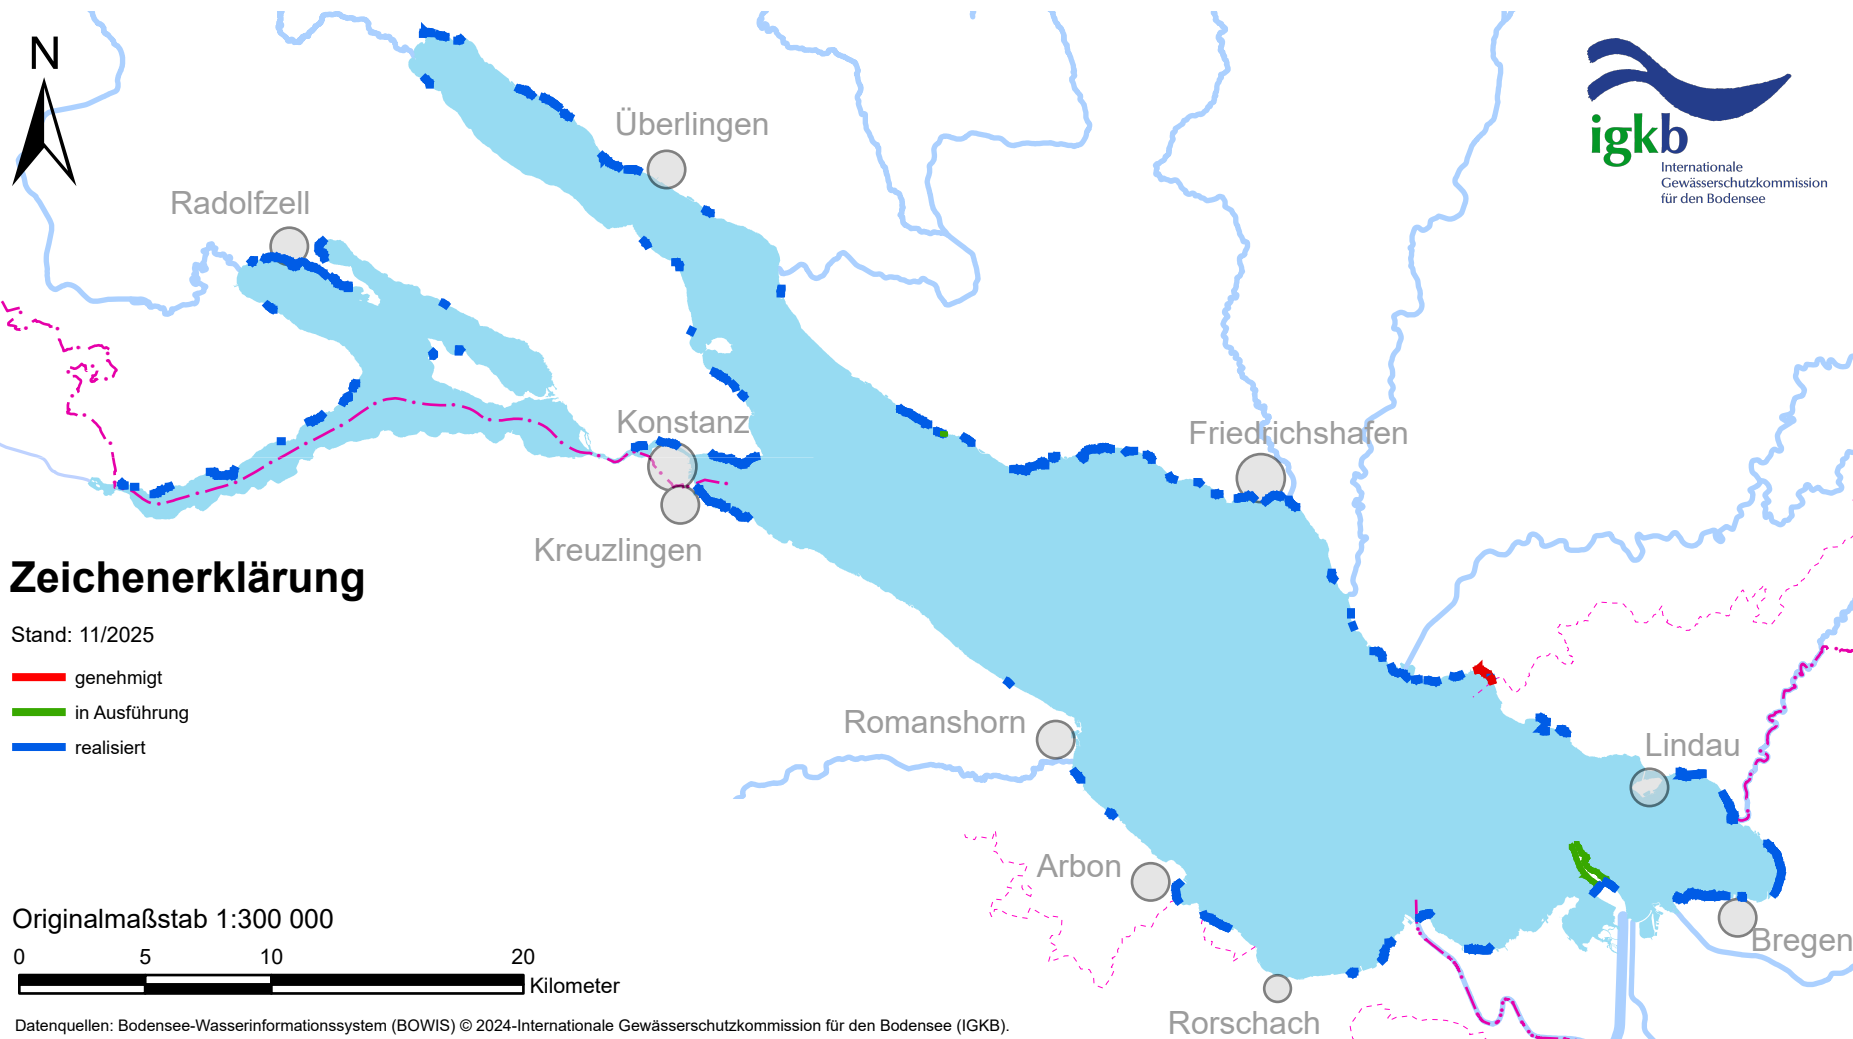 N
Überlingen
Radolfzell
igkb
Internationale
Gewässerschutzkommission
für den Bodensee
Konstanz
Friedrichshafen
Kreuzlingen
Zeichenerklärung
Stand: 11/2025
genehmigt
in Ausführung
realisiert
Romanshorn
Lindau
Arbon
Bregen
Rorschach
Originalmaßstab 1:300 000
0 5 10 20
Kilometer
Datenquellen: Bodensee-Wasserinformationssystem (BOWIS) © 2024-Internationale Gewässerschutzkommission für den Bodensee (IGKB).